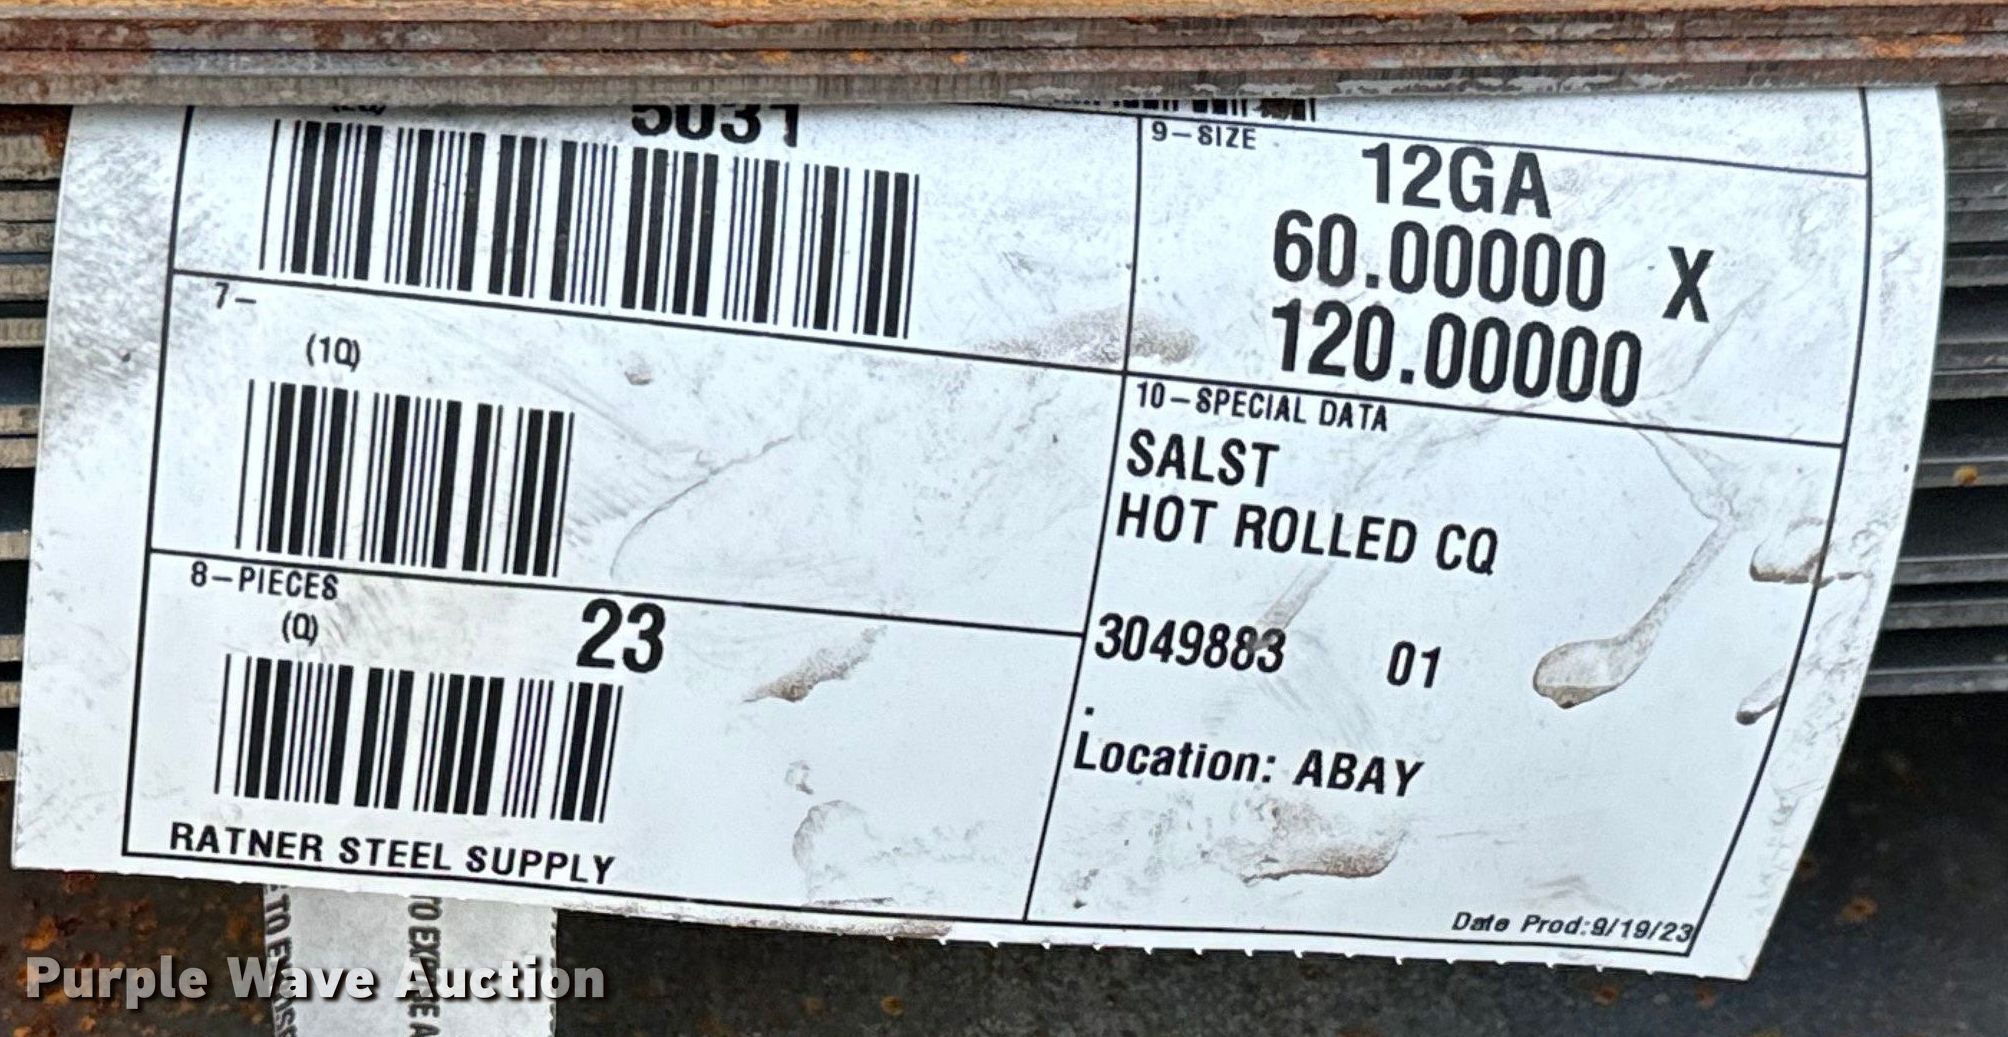 5031
9-SIZE
12GA
60.00000 X
120.00000
7-
(1Q)
10-SPECIAL DATA
SALST
HOT ROLLED CQ
8-PIECES
(Q)
23
3049883 01
.
Location: ABAY
RATNER STEEL SUPPLY
Date Prod:9/19/23
Purple Wave Auction